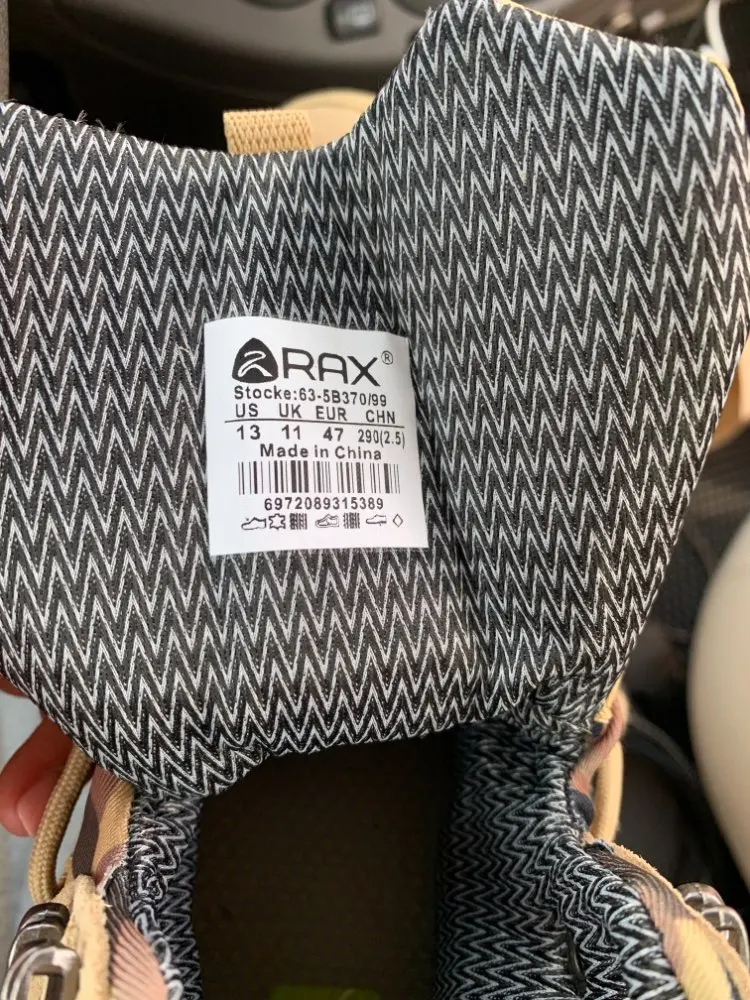 RAX®
Stocke:63-5B370/99
US UK EUR CHN
13 11 47 290(2.5)
Made in China
6972089315389